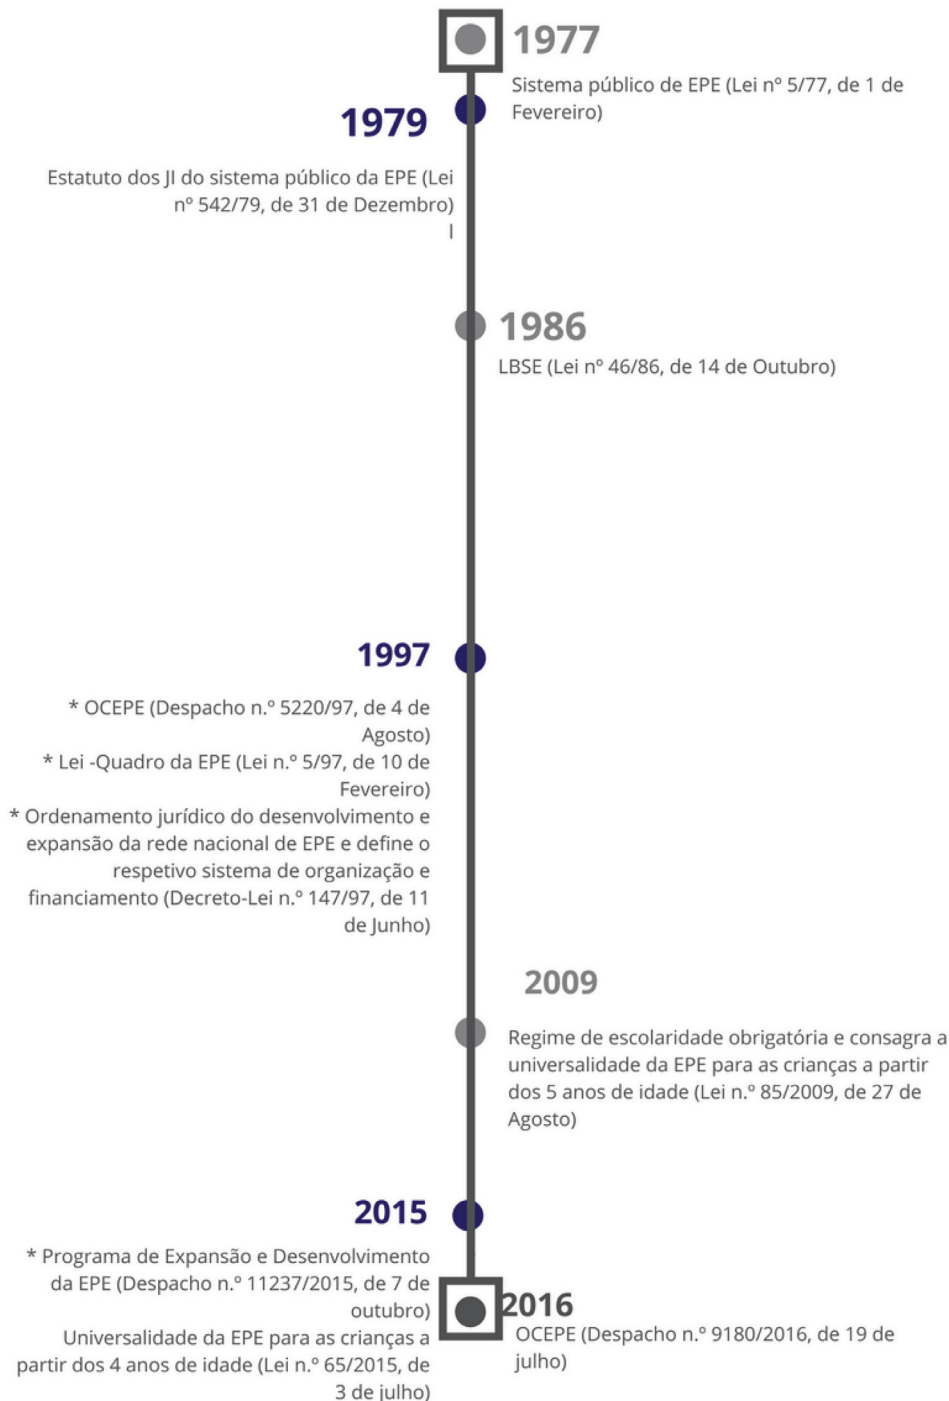 1977
Sistema público de EPE (Lei nº 5/77, de 1 de
Fevereiro)
1979
Estatuto dos JI do sistema público da EPE (Lei
nº 542/79, de 31 de Dezembro)
l
1986
LBSE (Lei nº 46/86, de 14 de Outubro)
1997
* OCEPE (Despacho n.º 5220/97, de 4 de
Agosto)
* Lei -Quadro da EPE (Lei n.º 5/97, de 10 de
Fevereiro)
* Ordenamento jurídico do desenvolvimento e
expansão da rede nacional de EPE e define o
respetivo sistema de organização e
financiamento (Decreto-Lei n.º 147/97, de 11
de Junho)
2009
Regime de escolaridade obrigatória e consagra a
universalidade da EPE para as crianças a partir
dos 5 anos de idade (Lei n.º 85/2009, de 27 de
Agosto)
2015
* Programa de Expansão e Desenvolvimento
da EPE (Despacho n.º 11237/2015, de 7 de
outubro)
Universalidade da EPE para as crianças a
partir dos 4 anos de idade (Lei n.º 65/2015, de
3 de julho)
2016
OCEPE (Despacho n.º 9180/2016, de 19 de
julho)